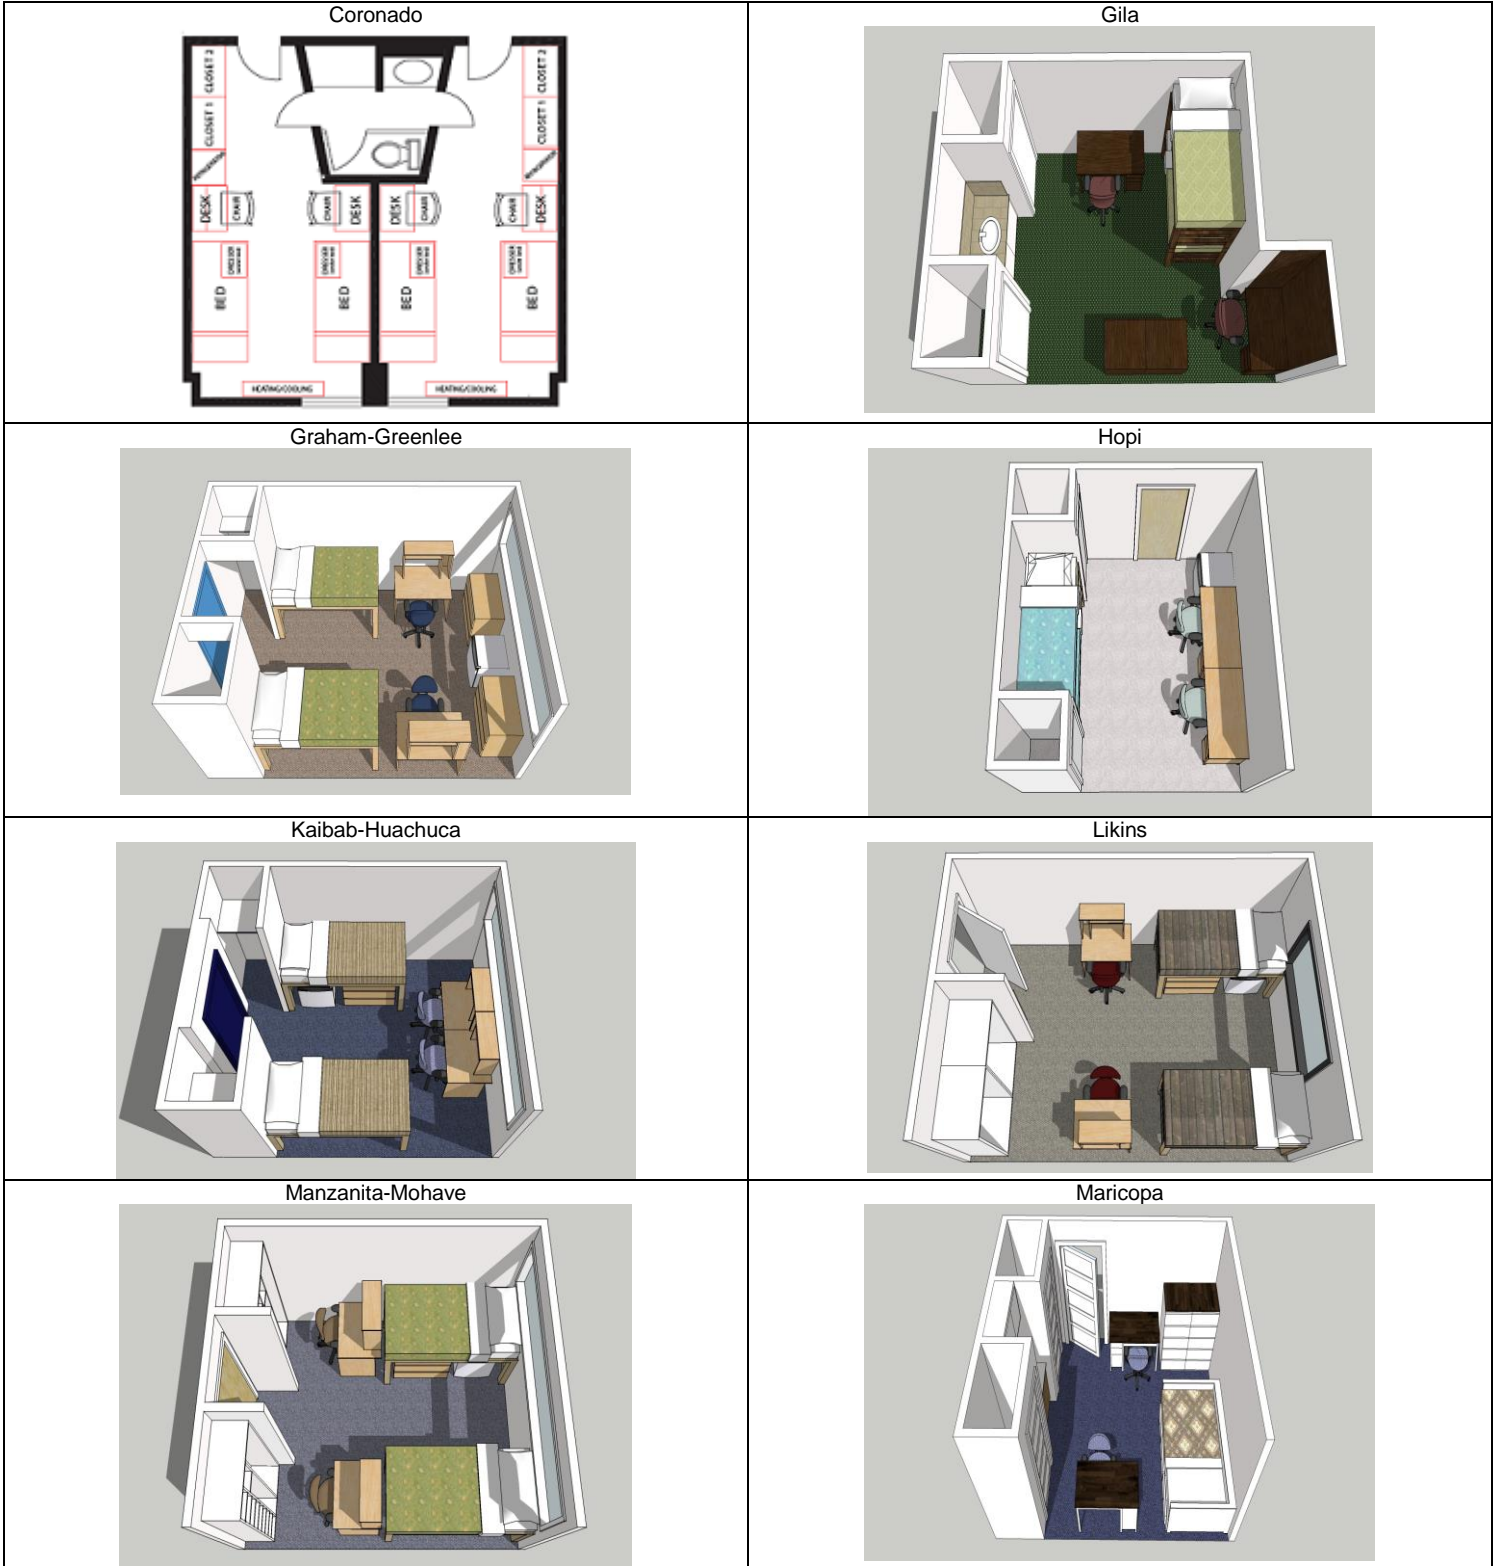 Coronado
Gila
CLOSET 2
CLOSET 2
CLOSET 1
CLOSET 1
REFRIGERATOR
REFRIGERATOR
DESK
CHAIR
CHAIR
DESK
DESK
CHAIR
CHAIR
DESK
DRESSER
DRESSER
DRESSER
DRESSER
BED
BED
BED
BED
HEATING/COOLING
HEATING/COOLING
Graham-Greenlee
Hopi
Kaibab-Huachuca
Likins
Manzanita-Mohave
Maricopa